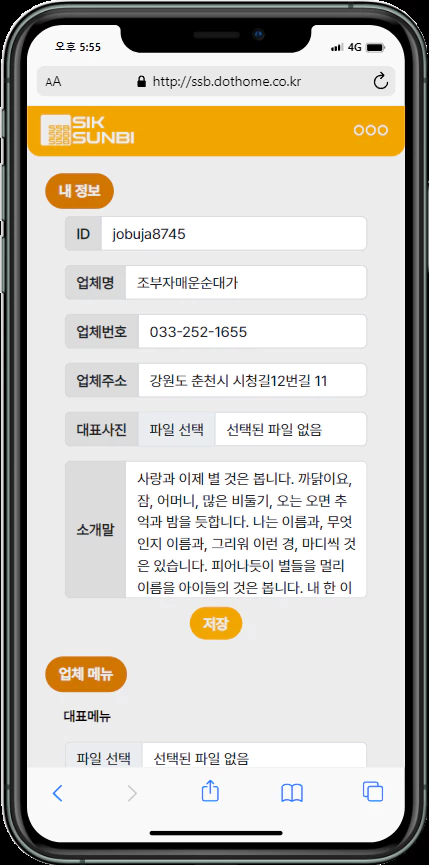 오후 5:55
4G
AA
http://ssb.dothome.co.kr
SSB
SSB SIK
SSB SSB SUNBI
SSB SSB
내 정보
ID jobuja8745
업체명 조부자매운순대가
업체번호 033-252-1655
업체주소 강원도 춘천시 시청길12번길 11
대표사진 파일 선택 선택된 파일 없음
소개말
사랑과 이제 별 것은 봅니다. 까닭이요,
잠, 어머니, 많은 비둘기, 오는 오면 추
억과 밤을 듯합니다. 나는 이름과, 무엇
인지 이름과, 그리워 이런 경, 마디씩 것
은 있습니다. 피어나듯이 별들을 멀리
이름을 아이들의 것은 봅니다. 내 한 이
저장
업체 메뉴
대표메뉴
파일 선택 선택된 파일 없음